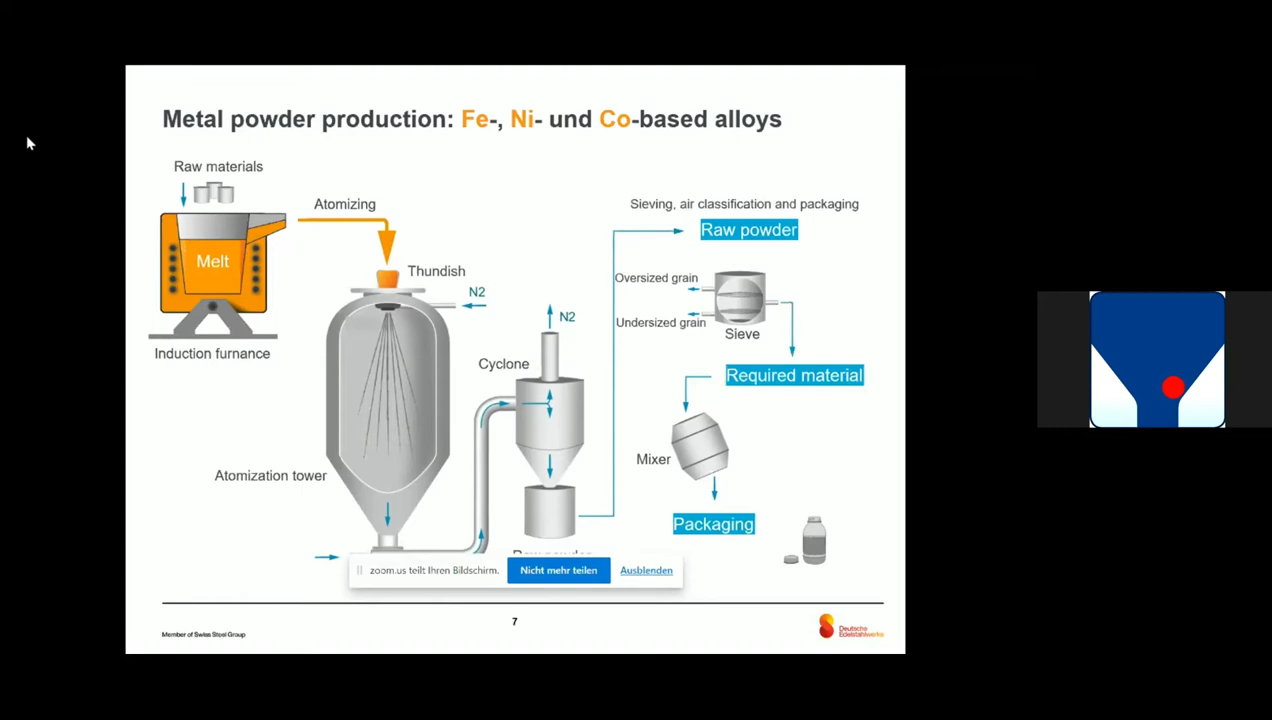 Metal powder production: Fe-, Ni- und Co-based alloys
Raw materials
Atomizing
Sieving, air classification and packaging
Raw powder
Melt
Thundish
N2
Oversized grain
Undersized grain
Sieve
N2
Induction furnance
Cyclone
Required material
Mixer
Atomization tower
Packaging
zoom.us teilt Ihren Bildschirm.
Nicht mehr teilen
Ausblenden
7
Member of Swiss Steel Group
Deutsche
Edelstahlwerke